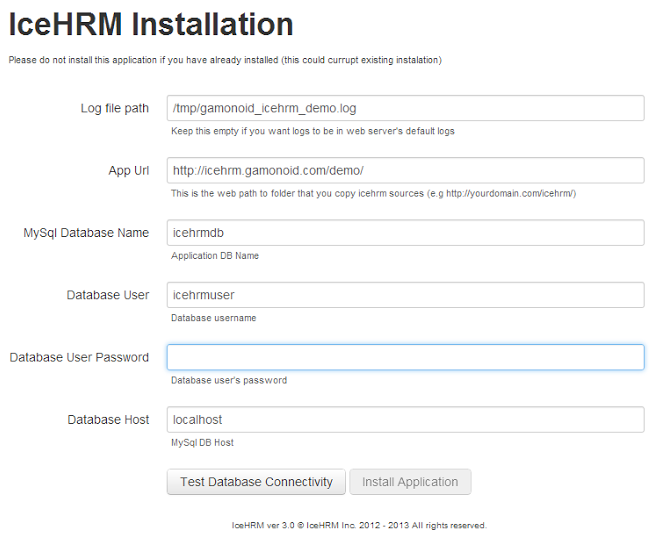 IceHRM Installation
Please do not install this application if you have already installed (this could currupt existing instalation)
Log file path
/tmp/gamonoid_icehrm_demo.log
Keep this empty if you want logs to be in web server's default logs
App Url
http://icehrm.gamonoid.com/demo/
This is the web path to folder that you copy icehrm sources (e.g http://yourdomain.com/icehrm/)
MySql Database Name
icehrmdb
Application DB Name
Database User
icehrmuser
Database username
Database User Password
Database user's password
Database Host
localhost
MySql DB Host
Test Database Connectivity
Install Application
IceHRM ver 3.0 © IceHRM Inc. 2012 - 2013 All rights reserved.